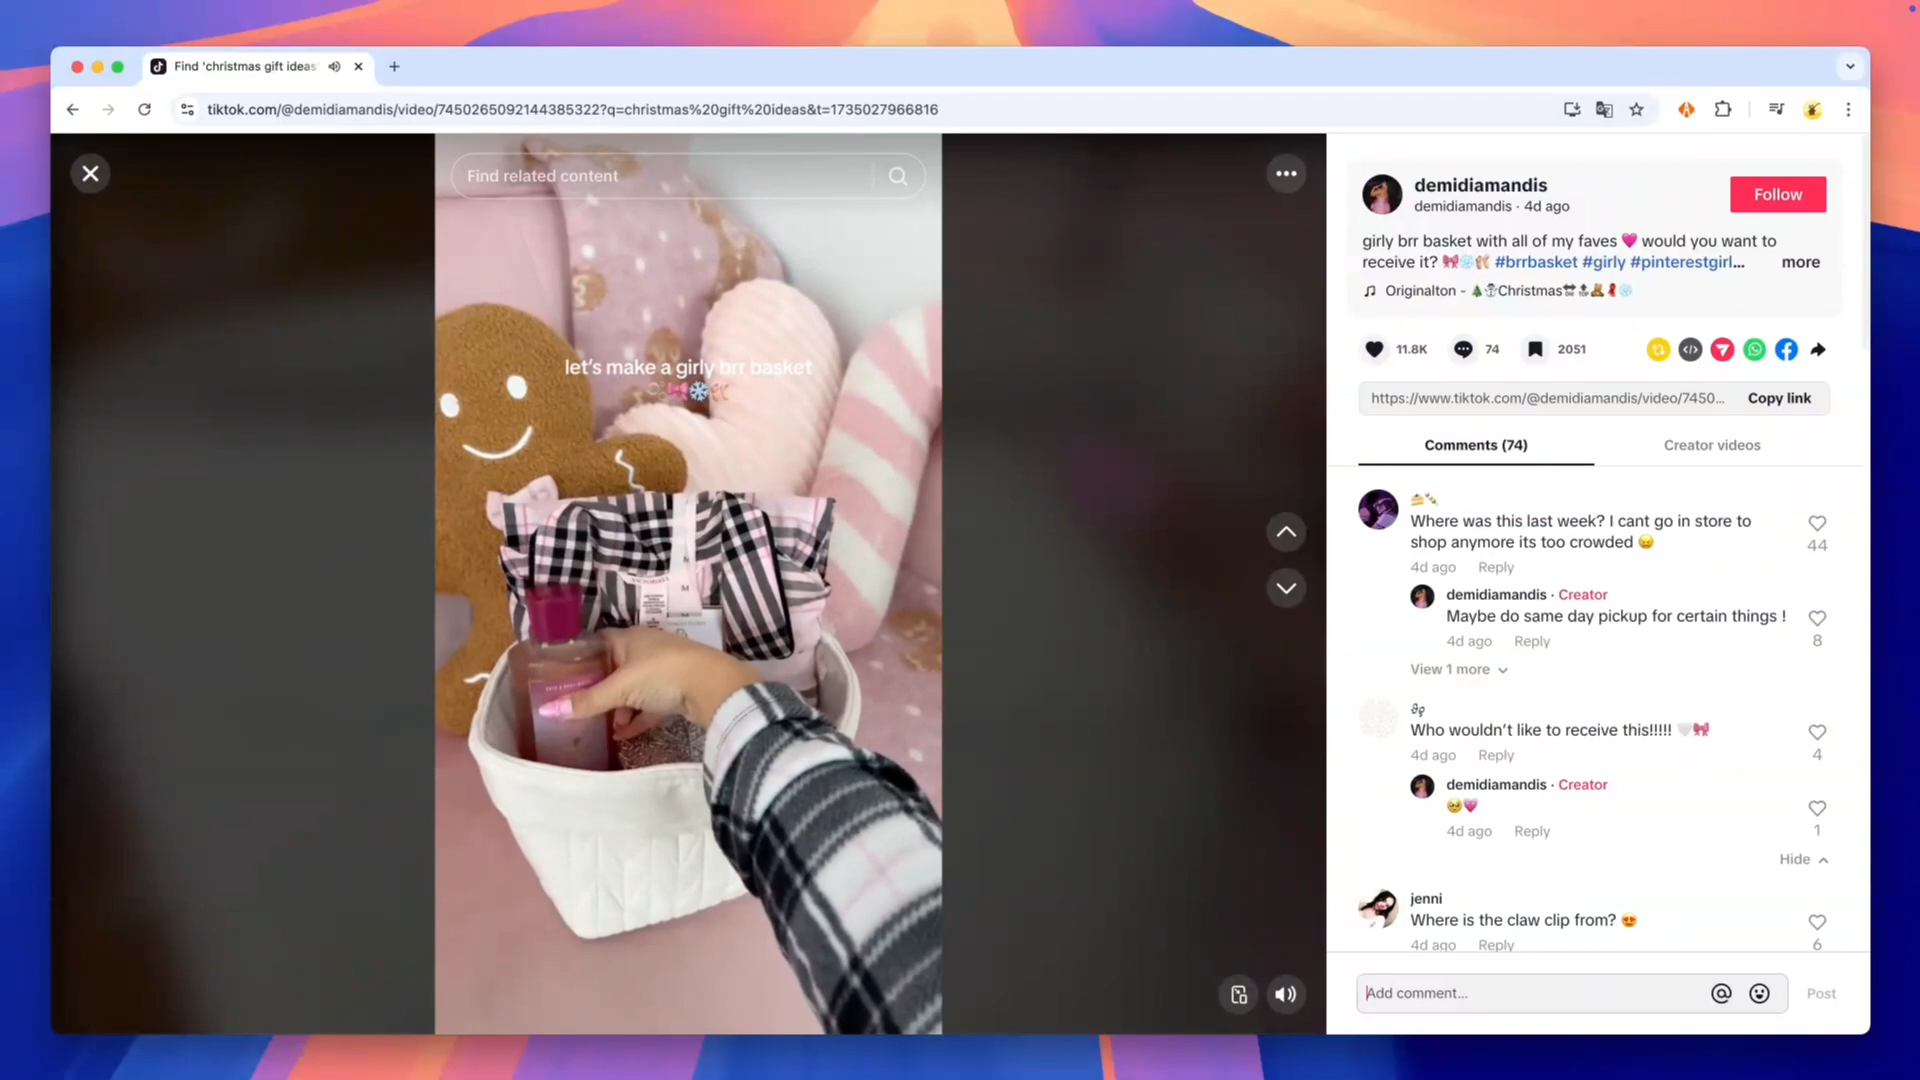 Find 'christmas gift ideas'
tiktok.com/@demidiamandis/video/7450265092144385322?q=christmas%20gift%20ideas&t=1735027966816
Find related content
let's make a girly brr basket
🎀❄️
M
demidiamandis
demidiamandis · 4d ago
Follow
girly brr basket with all of my faves 💗 would you want to
receive it? 🎀❄️🩰 #brrbasket #girly #pinterestgirl...
more
Originalton - 🎄☃️Christmas
11.8K
74
2051
https://www.tiktok.com/@demidiamandis/video/7450...
Copy link
Comments (74)
Creator videos
Where was this last week? I cant go in store to
shop anymore its too crowded 😖
44
4d ago Reply
demidiamandis · Creator
Maybe do same day pickup for certain things !
8
4d ago Reply
View 1 more
Who wouldn't like to receive this!!!!! 🤍🎀
4d ago Reply
4
demidiamandis · Creator
🥹💗
4d ago Reply
1
Hide
jenni
Where is the claw clip from? 😍
4d ago Reply
6
Add comment...
Post